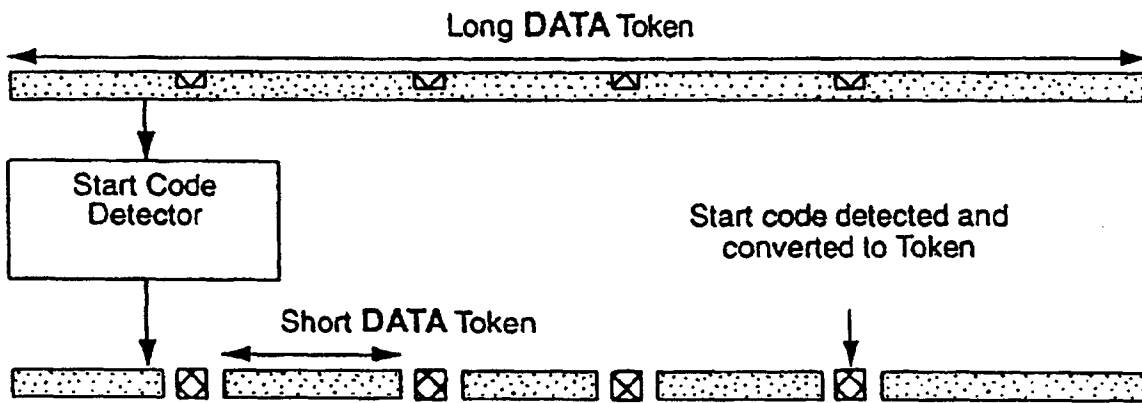 Long DATA Token
Start Code
Detector
Start code detected and
converted to Token
Short DATA Token